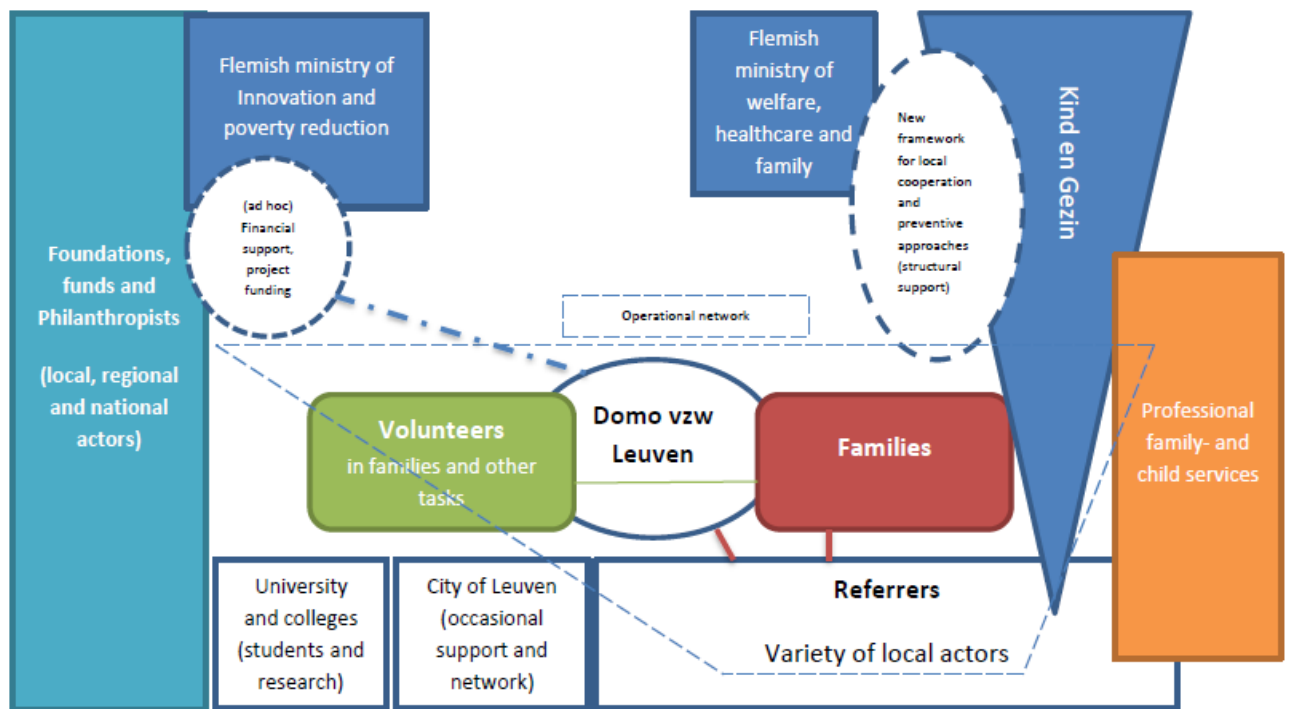 Foundations,
funds and
Philanthropists
(local, regional
and national
actors)
Flemish ministry of
Innovation and
poverty reduction
(ad hoc)
Financial
support,
project
funding
Flemish
ministry of
welfare,
healthcare and
family
New
framework
for local
cooperation
and
preventive
approaches
(structural
support)
Kind en Gezin
Professional
family- and
child services
Operational network
Volunteers
in families and other
tasks
Domo vzw
Leuven
Families
University
and colleges
(students and
research)
City of Leuven
(occasional
support and
network)
Referrers
Variety of local actors